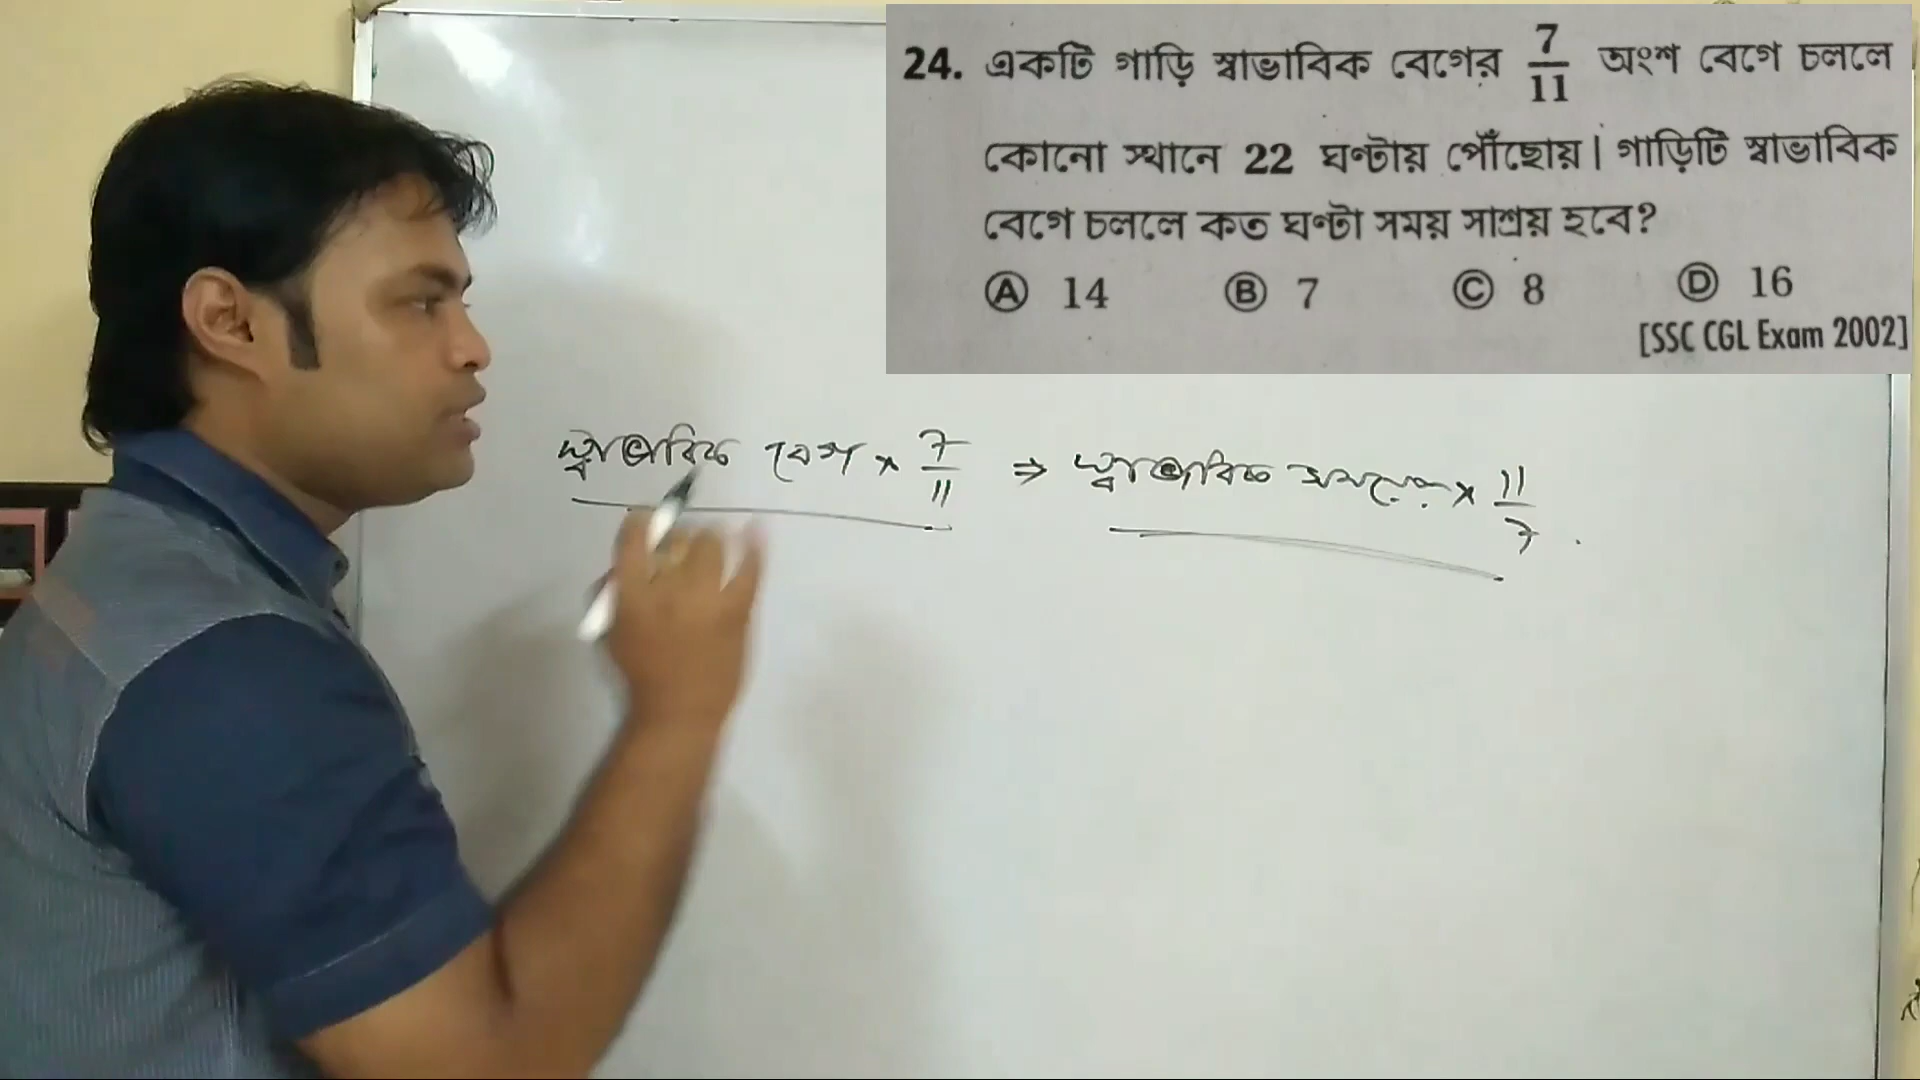 24. একটি গাড়ি স্বাভাবিক বেগের 7/11 অংশ বেগে চললে
কোনো স্থানে 22 ঘণ্টায় পৌঁছোয়। গাড়িটি স্বাভাবিক
বেগে চললে কত ঘণ্টা সময় সাশ্রয় হবে?
Ⓐ 14 Ⓑ 7 Ⓒ 8 Ⓓ 16
[SSC CGL Exam 2002]
স্বাভাবিক বেগ × 7/11 ⇒ স্বাভাবিক সময়ের × 11/7